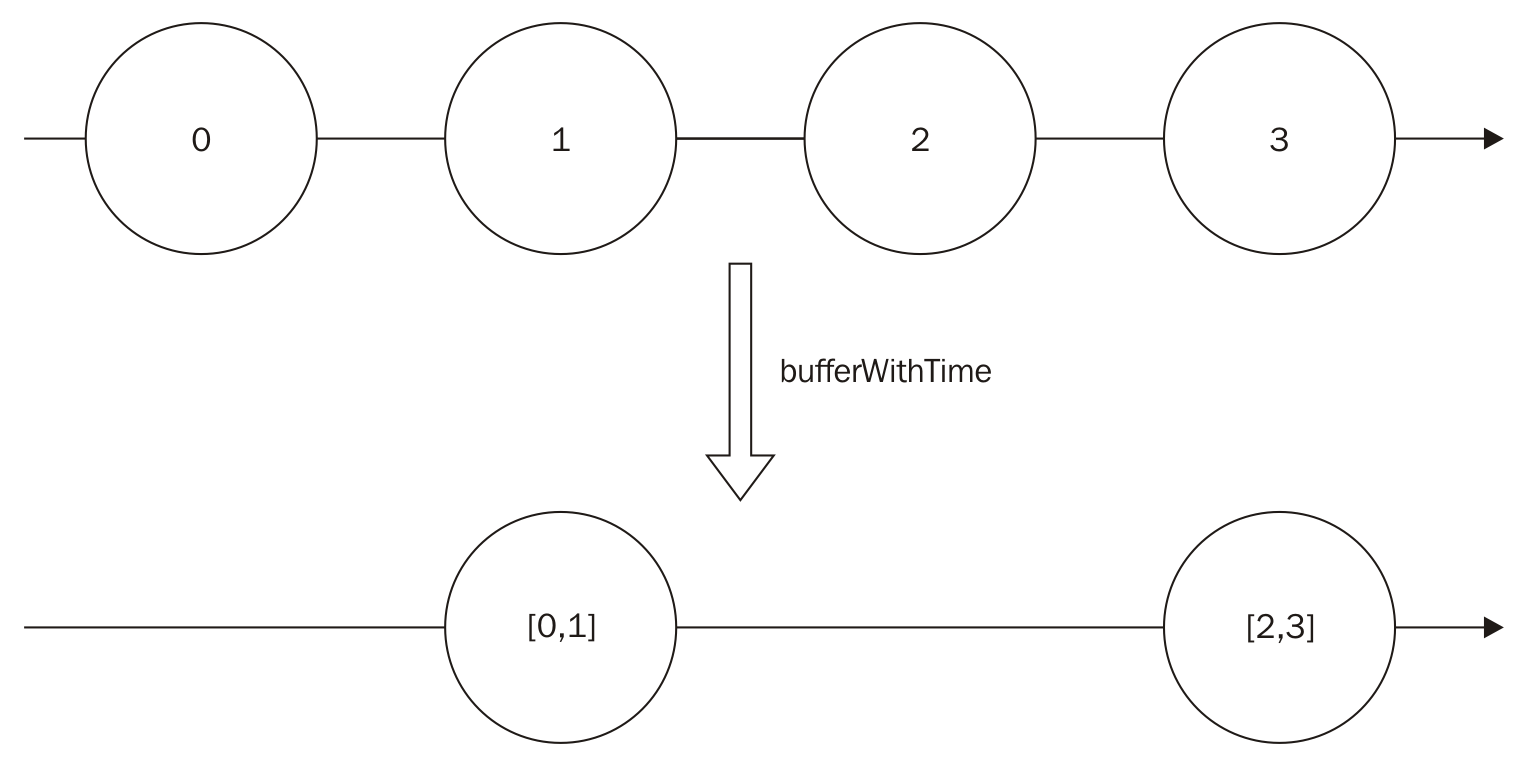 0 1 2 3
bufferWithTime
[0,1] [2,3]